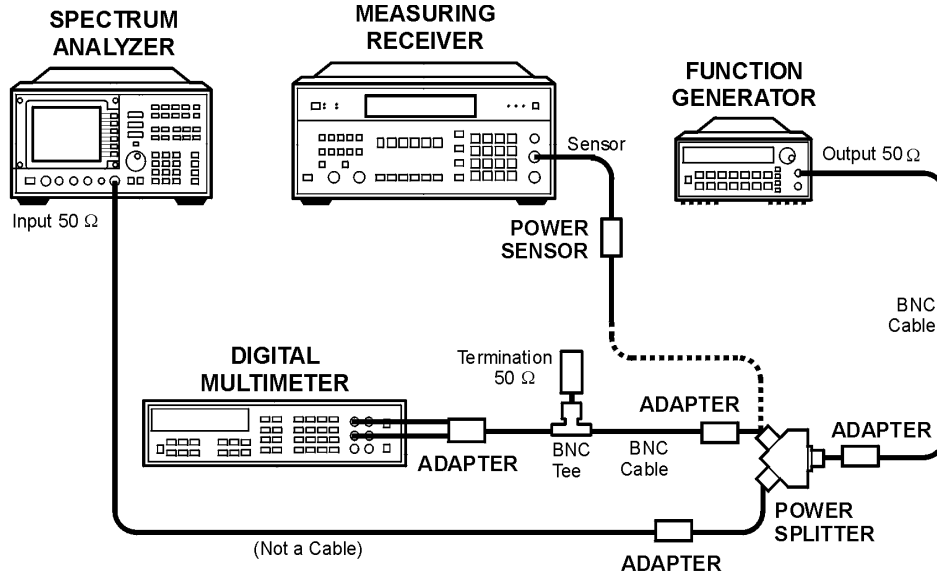 SPECTRUM
ANALYZER
MEASURING
RECEIVER
FUNCTION
GENERATOR
Sensor
Output 50 Ω
Input 50 Ω
POWER
SENSOR
BNC
Cable
DIGITAL
MULTIMETER
Termination
50 Ω
ADAPTER
ADAPTER
ADAPTER
BNC
Tee
BNC
Cable
POWER
SPLITTER
(Not a Cable)
ADAPTER